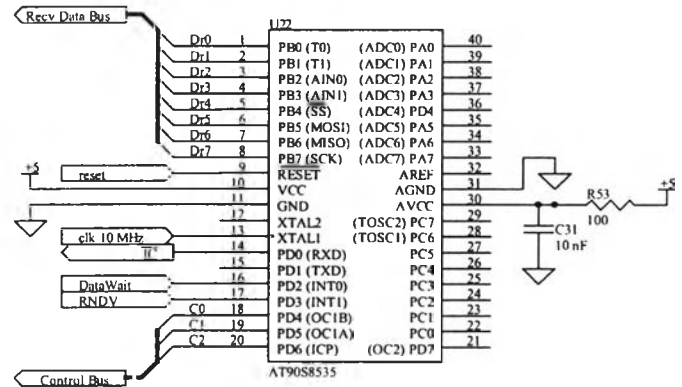 Recv Data Bus
U22
Dr0 1 PB0 (T0) (ADC0) PA0 40
Dr1 2 PB1 (T1) (ADC1) PA1 39
Dr2 3 PB2 (AIN0) (ADC2) PA2 38
Dr3 4 PB3 (AIN1) (ADC3) PA3 37
Dr4 5 PB4 (SS) (ADC4) PD4 36
Dr5 6 PB5 (MOSI) (ADC5) PA5 35
Dr6 7 PB6 (MISO) (ADC6) PA6 34
Dr7 8 PB7 (SCK) (ADC7) PA7 33
+5 reset 9 RESET AREF 32
10 VCC AGND 31
11 GND AVCC 30 R53 100 +5
12 XTAL2 (TOSC2) PC7 29
clk 10 MHz 13 XTAL1 (TOSC1) PC6 28 C31
14 PD0 (RXD) PC5 27 10 nF
15 PD1 (TXD) PC4 26
DataWait 16 PD2 (INT0) PC3 25
RNDV 17 PD3 (INT1) PC2 24
C0 18 PD4 (OC1B) PC1 23
C1 19 PD5 (OC1A) PC0 22
C2 20 PD6 (ICP) (OC2) PD7 21
Control Bus
AT90S8535